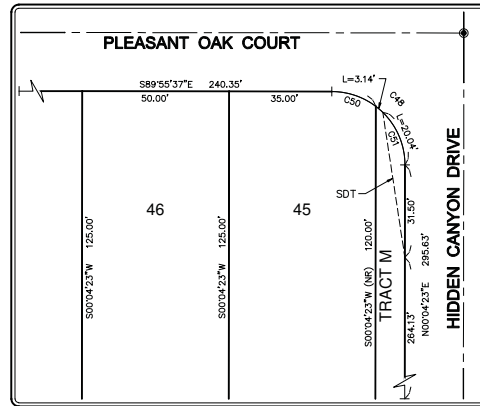 PLEASANT OAK COURT
S89°55'37"E 240.35'
50.00'
35.00'
L=3.14'
C50
C48
L=20.04'
C51
SDT
46
45
S00°04'23"W 125.00'
S00°04'23"W 125.00'
S00°04'23"W (NR) 120.00'
TRACT M
31.50'
264.13'
N00°04'23"E 295.63'
HIDDEN CANYON DRIVE